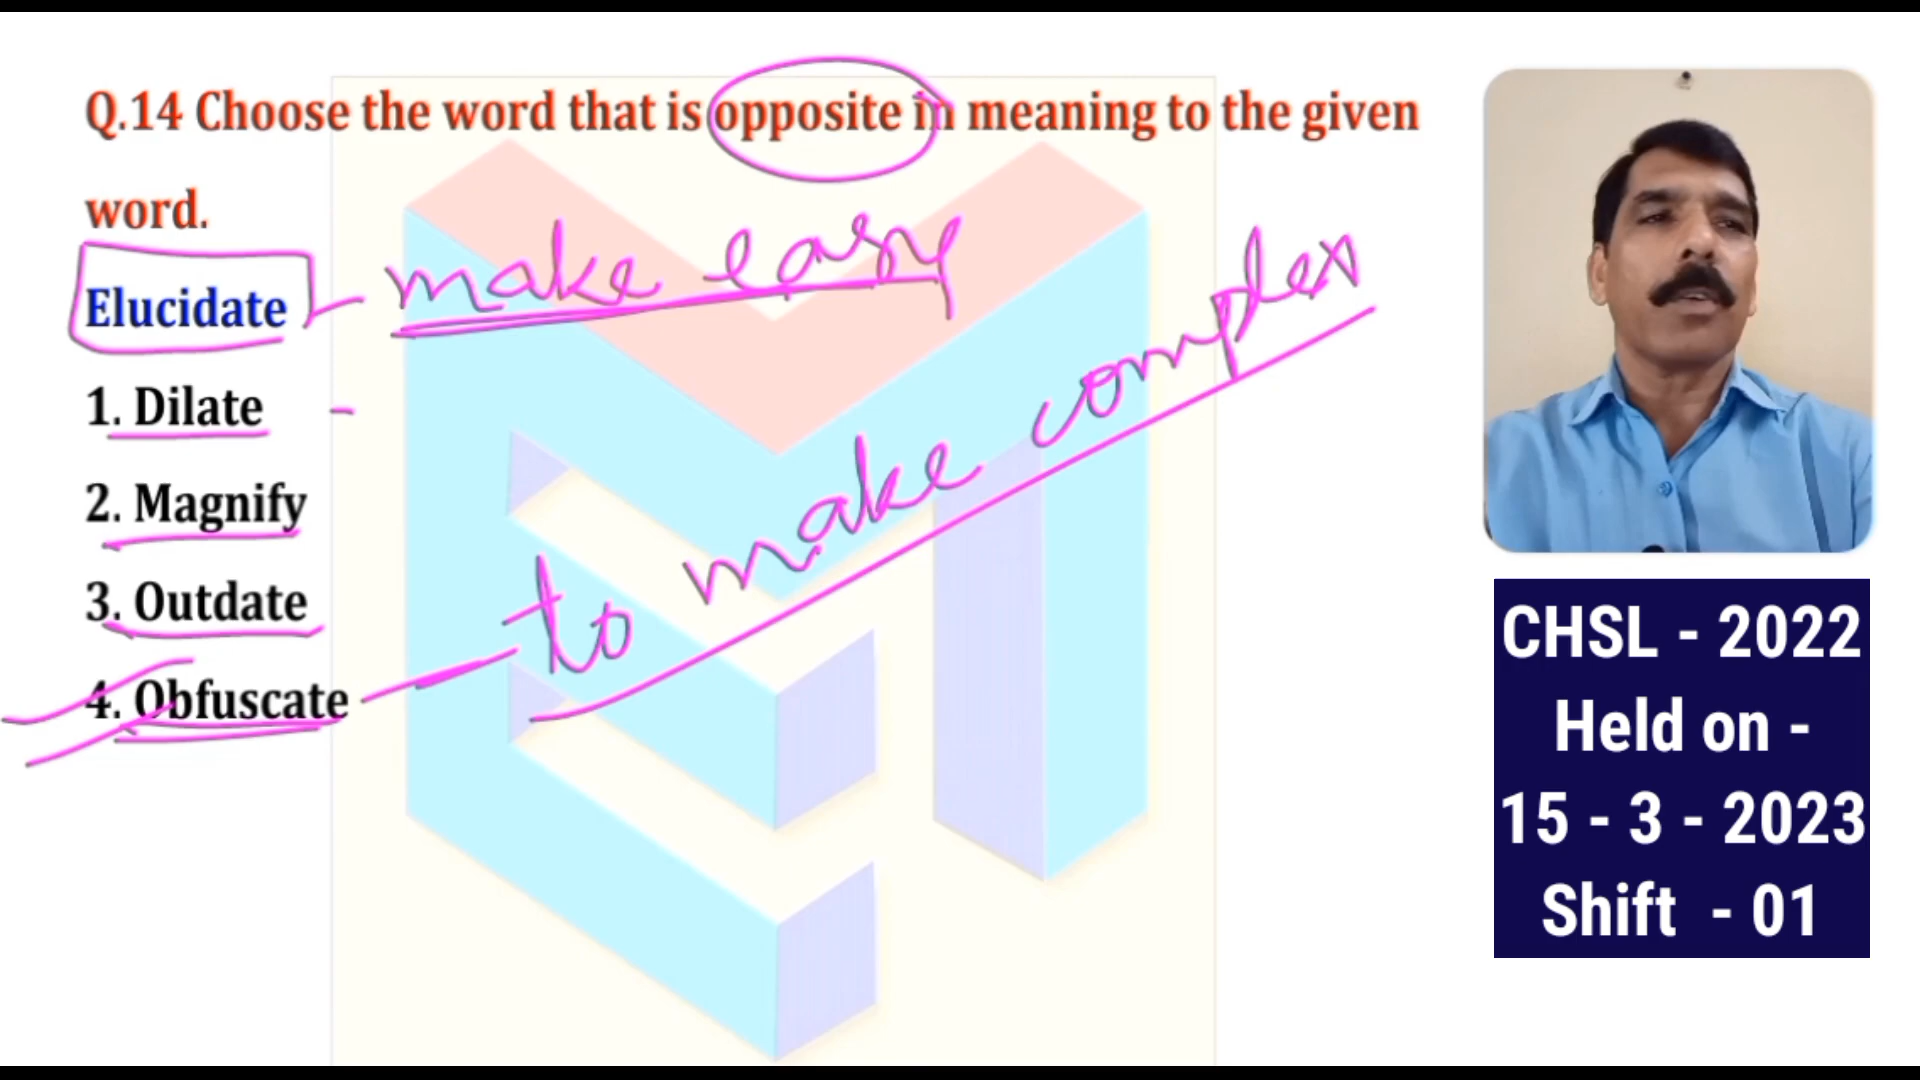 Q.14 Choose the word that is opposite in meaning to the given
word.
Elucidate - make easy
1. Dilate -
2. Magnify
3. Outdate
4. Obfuscate - to make complex
CHSL - 2022
Held on -
15 - 3 - 2023
Shift - 01